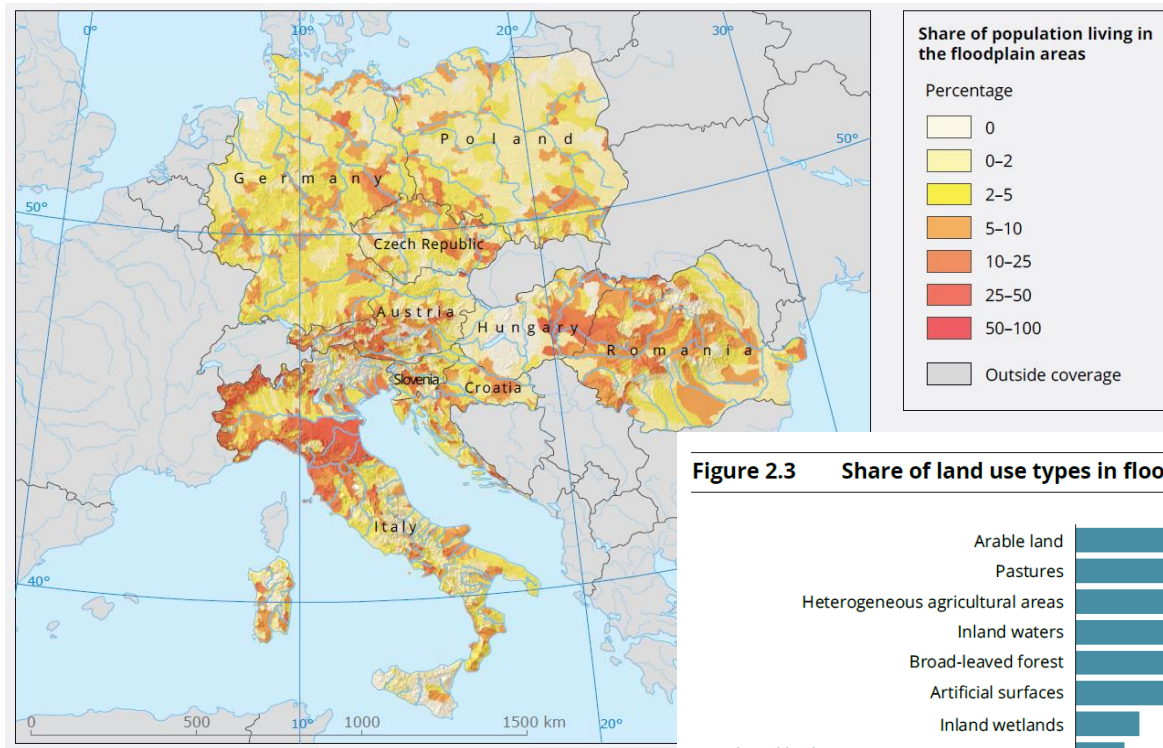 0°
10°
20°
30°
Share of population living in
the floodplain areas
Percentage
0
0–2
2–5
5–10
10–25
25–50
50–100
Outside coverage
50°
Poland
Germany
50°
Czech Republic
Austria
Hungary
Romania
Slovenia
Croatia
Italy
40°
0 500 10° 1000 1500 km 20°
Figure 2.3 Share of land use types in floo
Arable land
Pastures
Heterogeneous agricultural areas
Inland waters
Broad-leaved forest
Artificial surfaces
Inland wetlands